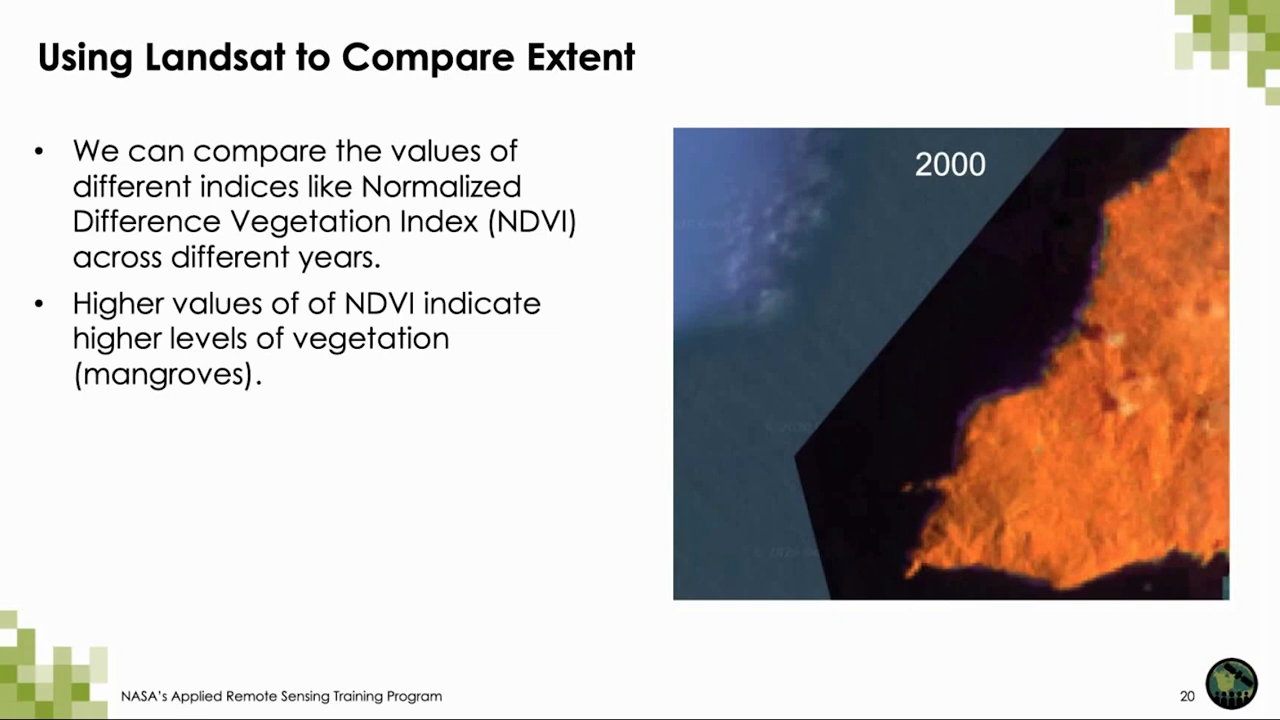 Using Landsat to Compare Extent
• We can compare the values of
different indices like Normalized
Difference Vegetation Index (NDVI)
across different years.
• Higher values of of NDVI indicate
higher levels of vegetation
(mangroves).
2000
NASA's Applied Remote Sensing Training Program
20